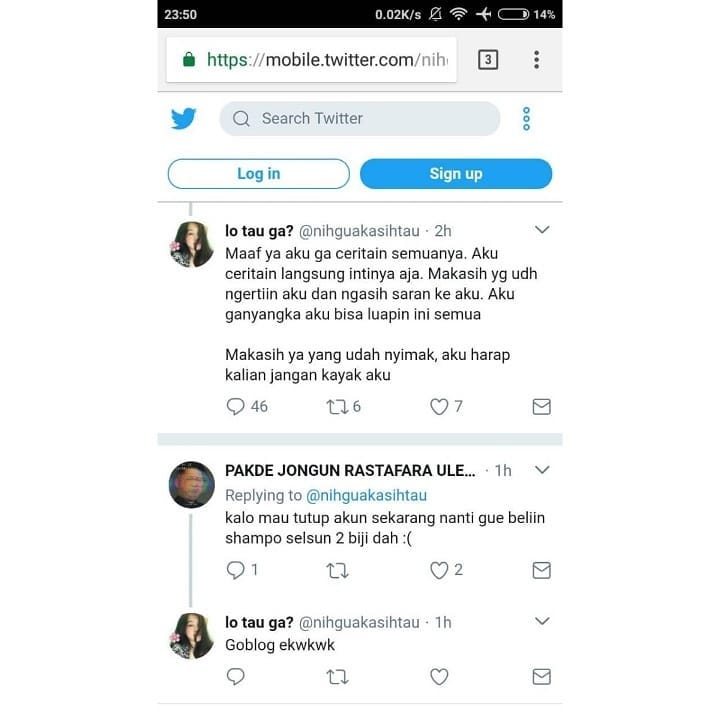 23:50
0.02K/s
14%
https://mobile.twitter.com/nih
3
Search Twitter
Log in
Sign up
lo tau ga? @nihguakasihtau · 2h
Maaf ya aku ga ceritain semuanya. Aku
ceritain langsung intinya aja. Makasih yg udh
ngertiin aku dan ngasih saran ke aku. Aku
ganyangka aku bisa luapin ini semua
Makasih ya yang udah nyimak, aku harap
kalian jangan kayak aku
46 6 7
PAKDE JONGUN RASTAFARA ULE... · 1h
Replying to @nihguakasihtau
kalo mau tutup akun sekarang nanti gue beliin
shampo selsun 2 biji dah :(
1 2
lo tau ga? @nihguakasihtau · 1h
Goblog ekwkwk